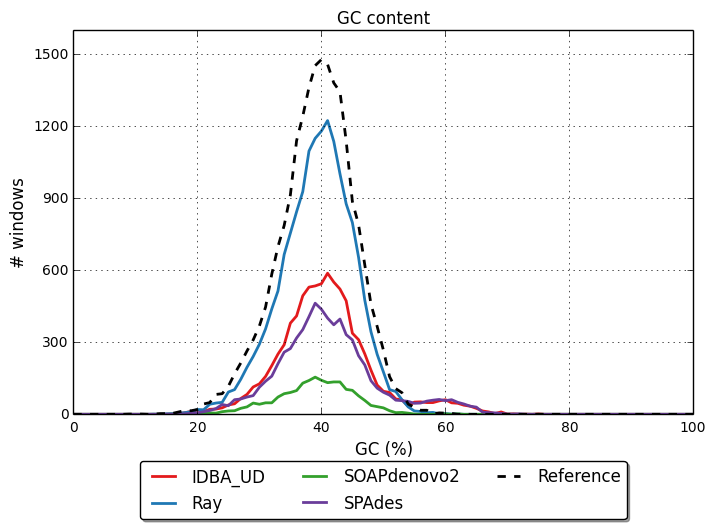 GC content
1500
1200
900
600
300
0
# windows
0 20 40 60 80 100
GC (%)
IDBA_UD SOAPdenovo2 Reference
Ray SPAdes